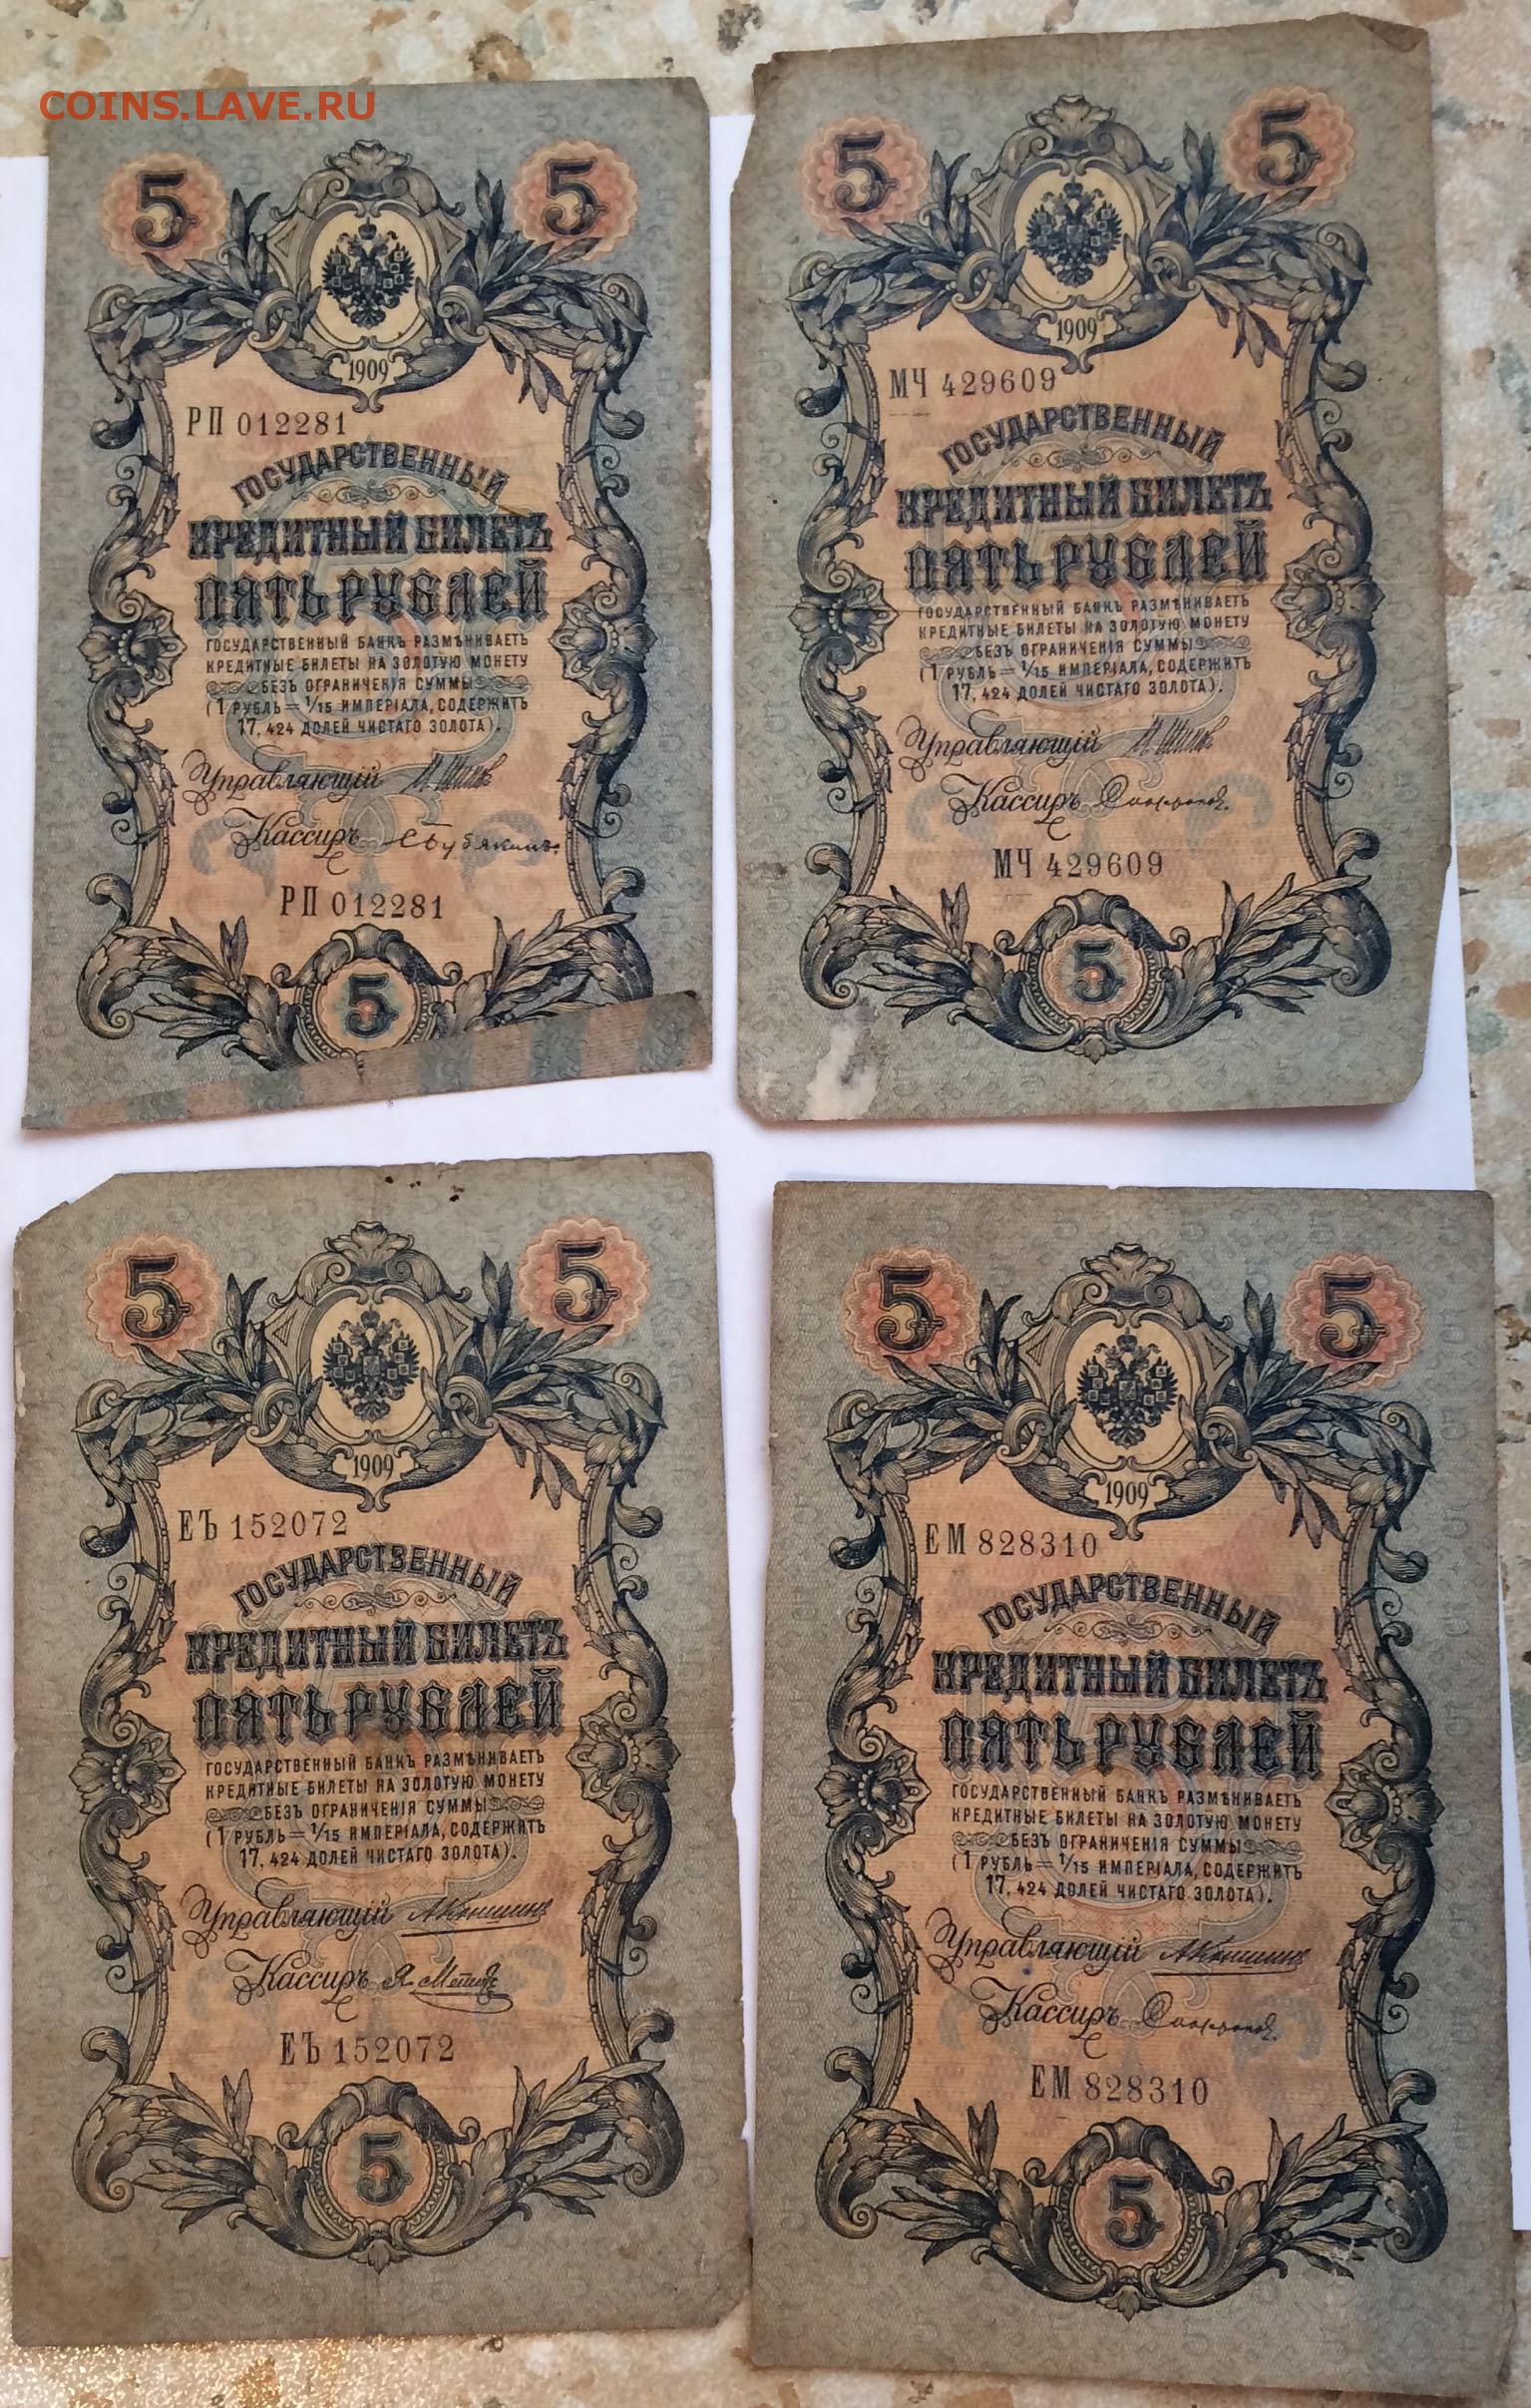 COINS.LAVE.RU
5 5
1909
РП 012281
ГОСУДАРСТВЕННЫЙ
КРЕДИТНЫЙ БИЛЕТЪ
ПЯТЬ РУБЛЕЙ
ГОСУДАРСТВЕННЫЙ БАНКЪ РАЗМѢНИВАЕТЪ
КРЕДИТНЫЕ БИЛЕТЫ НА ЗОЛОТУЮ МОНЕТУ
БЕЗЪ ОГРАНИЧЕНІЯ СУММЫ
(1 РУБЛЬ = 1/15 ИМПЕРІАЛА, СОДЕРЖИТЪ
17,424 ДОЛЕЙ ЧИСТАГО ЗОЛОТА).
Управляющій
Кассиръ
РП 012281
5
5 5
1909
МЧ 429609
ГОСУДАРСТВЕННЫЙ
КРЕДИТНЫЙ БИЛЕТЪ
ПЯТЬ РУБЛЕЙ
ГОСУДАРСТВЕННЫЙ БАНКЪ РАЗМѢНИВАЕТЪ
КРЕДИТНЫЕ БИЛЕТЫ НА ЗОЛОТУЮ МОНЕТУ
БЕЗЪ ОГРАНИЧЕНІЯ СУММЫ
(1 РУБЛЬ = 1/15 ИМПЕРІАЛА, СОДЕРЖИТЪ
17,424 ДОЛЕЙ ЧИСТАГО ЗОЛОТА).
Управляющій
Кассиръ
МЧ 429609
5
5 5
1909
ЕЪ 152072
ГОСУДАРСТВЕННЫЙ
КРЕДИТНЫЙ БИЛЕТЪ
ПЯТЬ РУБЛЕЙ
ГОСУДАРСТВЕННЫЙ БАНКЪ РАЗМѢНИВАЕТЪ
КРЕДИТНЫЕ БИЛЕТЫ НА ЗОЛОТУЮ МОНЕТУ
БЕЗЪ ОГРАНИЧЕНІЯ СУММЫ
(1 РУБЛЬ = 1/15 ИМПЕРІАЛА, СОДЕРЖИТЪ
17,424 ДОЛЕЙ ЧИСТАГО ЗОЛОТА).
Управляющій
Кассиръ
ЕЪ 152072
5
5 5
1909
ЕМ 828310
ГОСУДАРСТВЕННЫЙ
КРЕДИТНЫЙ БИЛЕТЪ
ПЯТЬ РУБЛЕЙ
ГОСУДАРСТВЕННЫЙ БАНКЪ РАЗМѢНИВАЕТЪ
КРЕДИТНЫЕ БИЛЕТЫ НА ЗОЛОТУЮ МОНЕТУ
БЕЗЪ ОГРАНИЧЕНІЯ СУММЫ
(1 РУБЛЬ = 1/15 ИМПЕРІАЛА, СОДЕРЖИТЪ
17,424 ДОЛЕЙ ЧИСТАГО ЗОЛОТА).
Управляющій
Кассиръ
ЕМ 828310
5